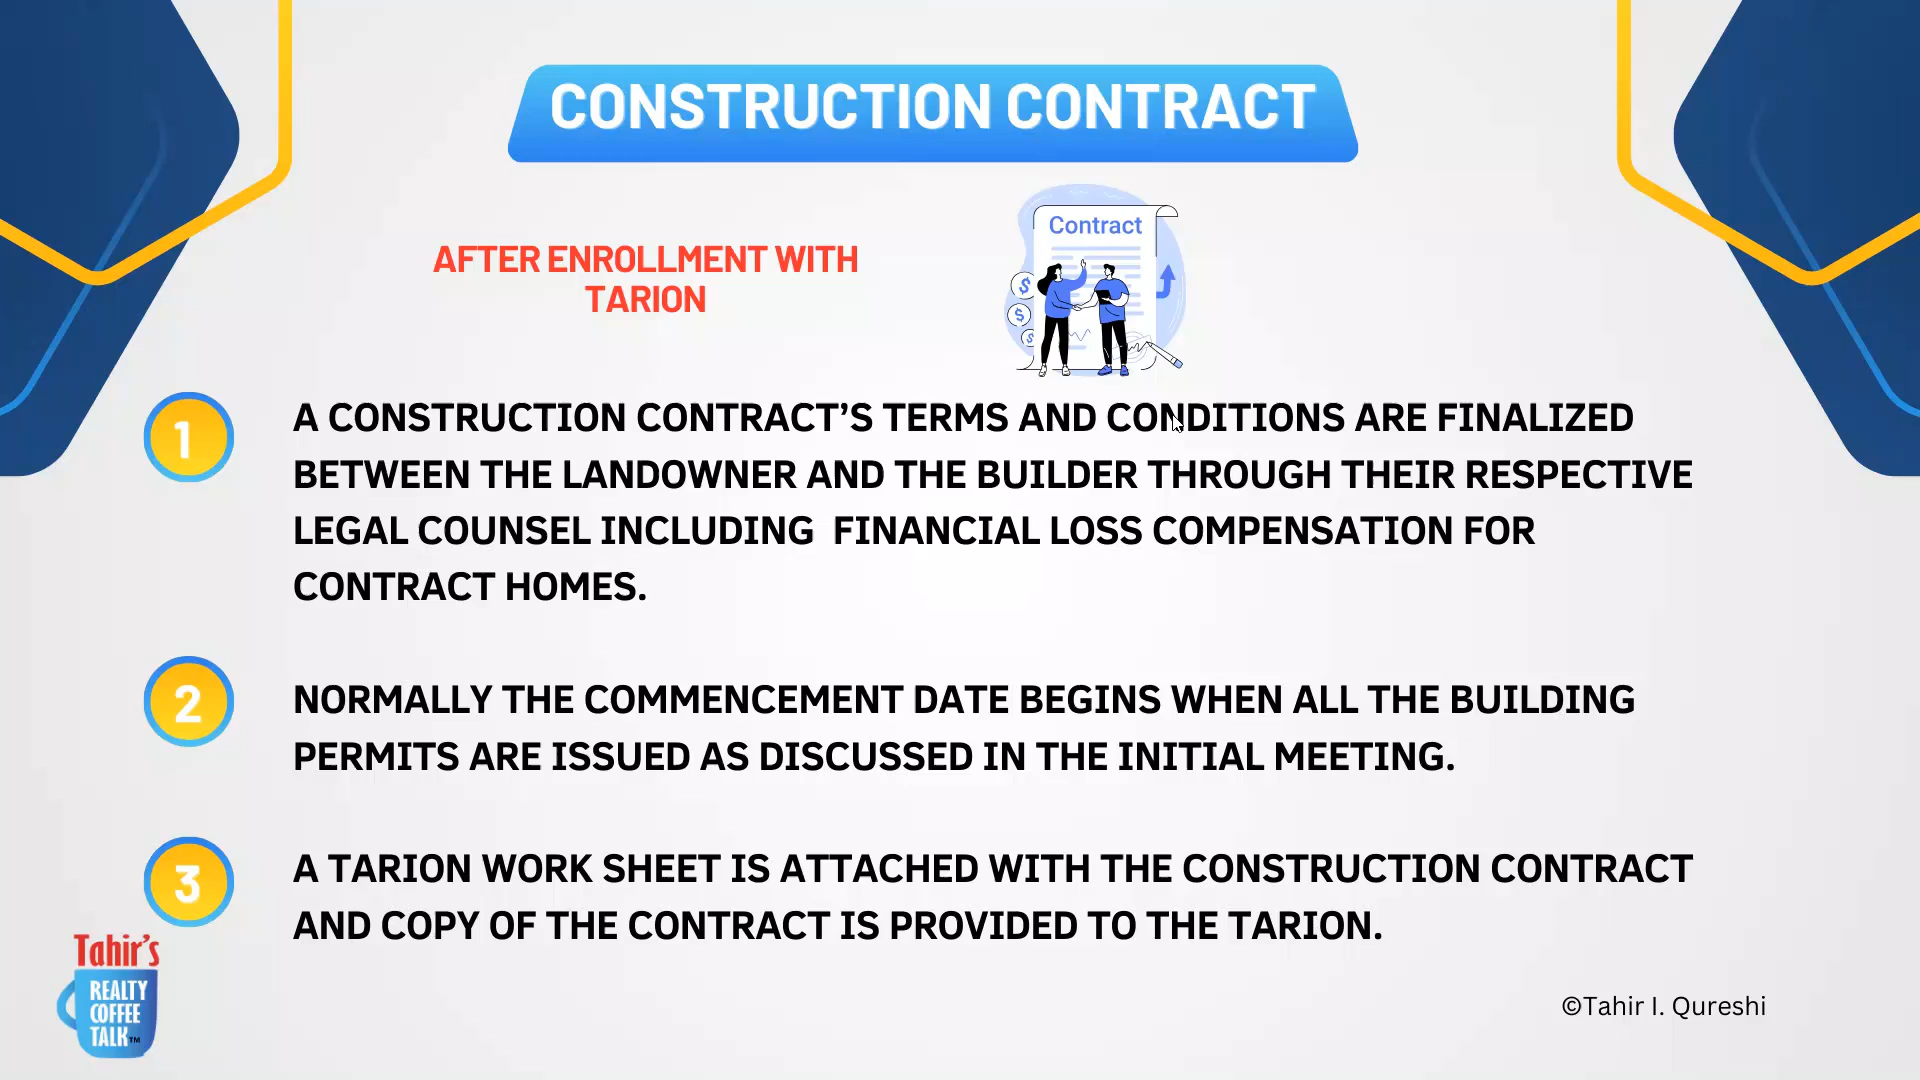 CONSTRUCTION CONTRACT
AFTER ENROLLMENT WITH
TARION
Contract
$
$
$
1
A CONSTRUCTION CONTRACT’S TERMS AND CONDITIONS ARE FINALIZED
BETWEEN THE LANDOWNER AND THE BUILDER THROUGH THEIR RESPECTIVE
LEGAL COUNSEL INCLUDING  FINANCIAL LOSS COMPENSATION FOR
CONTRACT HOMES.
2
NORMALLY THE COMMENCEMENT DATE BEGINS WHEN ALL THE BUILDING
PERMITS ARE ISSUED AS DISCUSSED IN THE INITIAL MEETING.
3
A TARION WORK SHEET IS ATTACHED WITH THE CONSTRUCTION CONTRACT
AND COPY OF THE CONTRACT IS PROVIDED TO THE TARION.
Tahir’s
REALTY
COFFEE
TALK™
©Tahir I. Qureshi